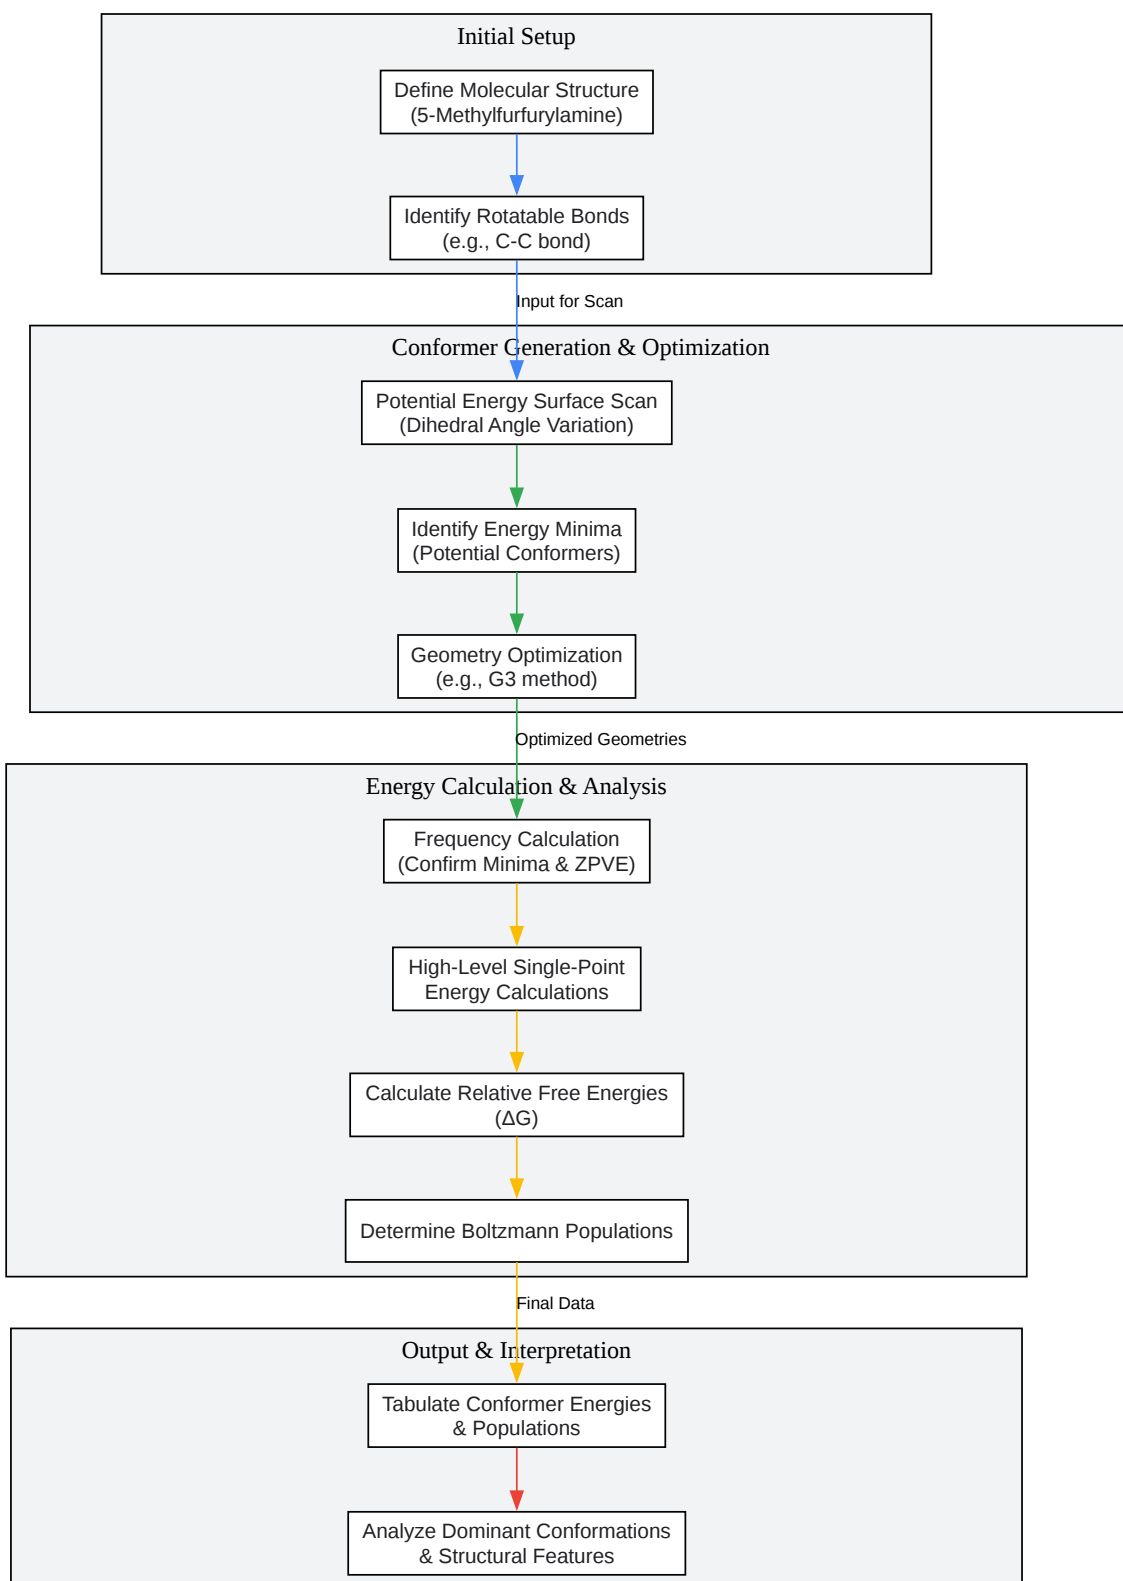 Initial Setup
Define Molecular Structure
(5-Methylfurfurylamine)
Identify Rotatable Bonds
(e.g., C-C bond)
Input for Scan
Conformer Generation & Optimization
Potential Energy Surface Scan
(Dihedral Angle Variation)
Identify Energy Minima
(Potential Conformers)
Geometry Optimization
(e.g., G3 method)
Optimized Geometries
Energy Calculation & Analysis
Frequency Calculation
(Confirm Minima & ZPVE)
High-Level Single-Point
Energy Calculations
Calculate Relative Free Energies
(ΔG)
Determine Boltzmann Populations
Final Data
Output & Interpretation
Tabulate Conformer Energies
& Populations
Analyze Dominant Conformations
& Structural Features